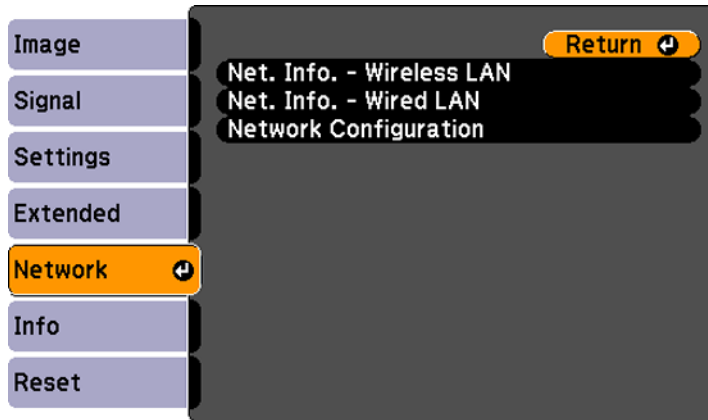 Image
Signal
Settings
Extended
Network
Info
Reset
Return
Net. Info. - Wireless LAN
Net. Info. - Wired LAN
Network Configuration